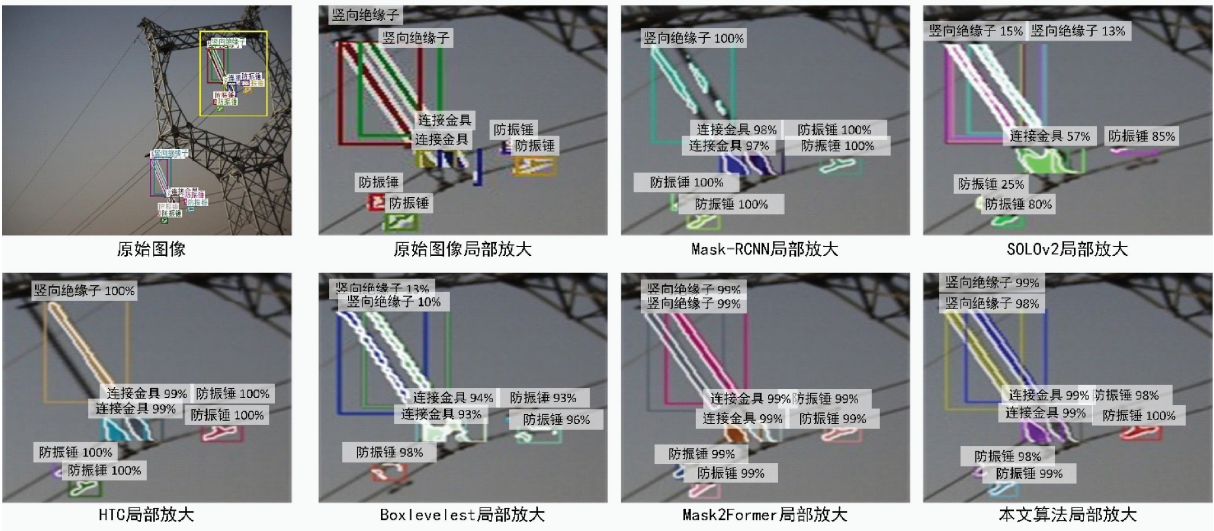 原始图像
竖向绝缘子
竖向绝缘子
连接金具
连接金具
防振锤
防振锤
防振锤
防振锤
原始图像局部放大
竖向绝缘子 100%
连接金具 98%
防振锤 100%
连接金具 97%
防振锤 100%
防振锤 100%
防振锤 100%
Mask-RCNN局部放大
竖向绝缘子 15%
竖向绝缘子 13%
连接金具 57%
防振锤 85%
防振锤 25%
防振锤 80%
SOLOv2局部放大
竖向绝缘子 100%
连接金具 99%
防振锤 100%
连接金具 99%
防振锤 100%
防振锤 100%
防振锤 100%
HTC局部放大
竖向绝缘子 13%
竖向绝缘子 10%
连接金具 94%
防振锤 93%
连接金具 93%
防振锤 96%
防振锤 98%
Boxlevelest局部放大
竖向绝缘子 99%
竖向绝缘子 99%
连接金具 99%
防振锤 99%
连接金具 99%
防振锤 99%
防振锤 99%
防振锤 99%
Mask2Former局部放大
竖向绝缘子 99%
竖向绝缘子 98%
连接金具 99%
防振锤 98%
连接金具 99%
防振锤 100%
防振锤 98%
防振锤 99%
本文算法局部放大